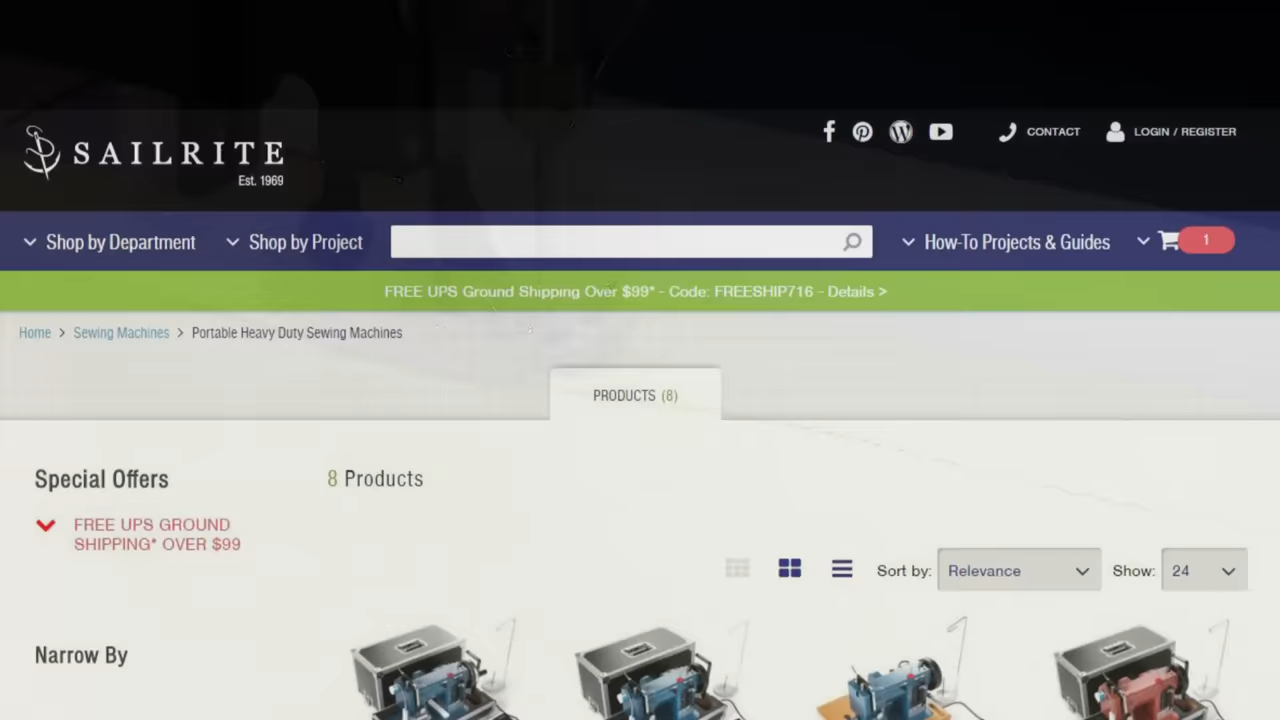 SAILRITE
Est. 1969
CONTACT
LOGIN / REGISTER
Shop by Department
Shop by Project
How-To Projects & Guides
1
FREE UPS Ground Shipping Over $99* - Code: FREESHIP716 - Details >
Home > Sewing Machines > Portable Heavy Duty Sewing Machines
PRODUCTS (8)
Special Offers
8 Products
FREE UPS GROUND
SHIPPING* OVER $99
Sort by: Relevance
Show: 24
Narrow By